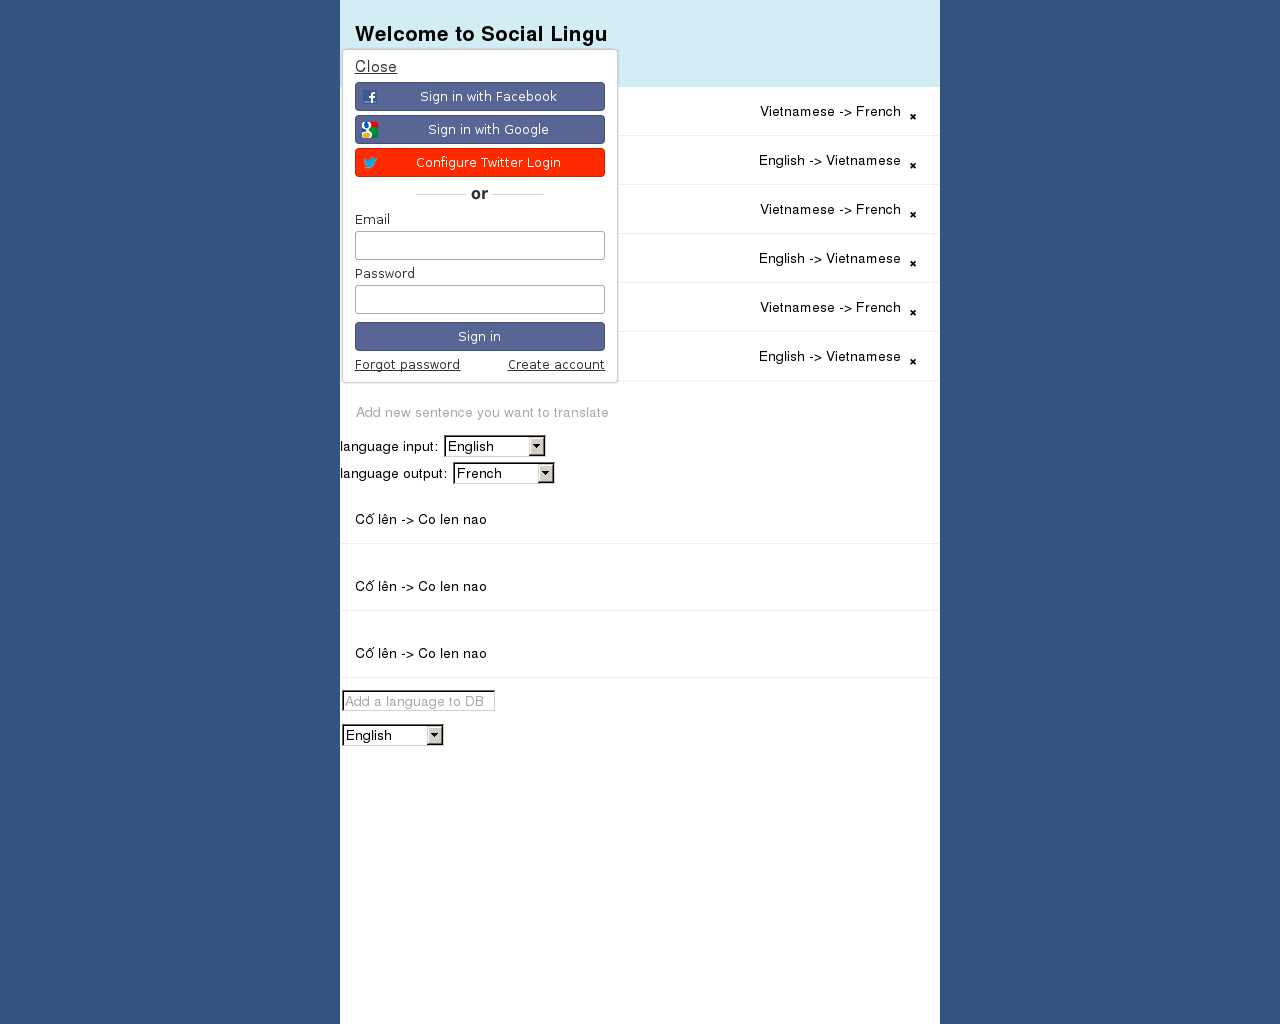 Welcome to Social Lingu
Close
Sign in with Facebook
Sign in with Google
Configure Twitter Login
or
Email
Password
Sign in
Forgot password Create account
Vietnamese -> French
English -> Vietnamese
Vietnamese -> French
English -> Vietnamese
Vietnamese -> French
English -> Vietnamese
Add new sentence you want to translate
language input: English
language output: French
Cố lên -> Co len nao
Cố lên -> Co len nao
Cố lên -> Co len nao
Add a language to DB
English